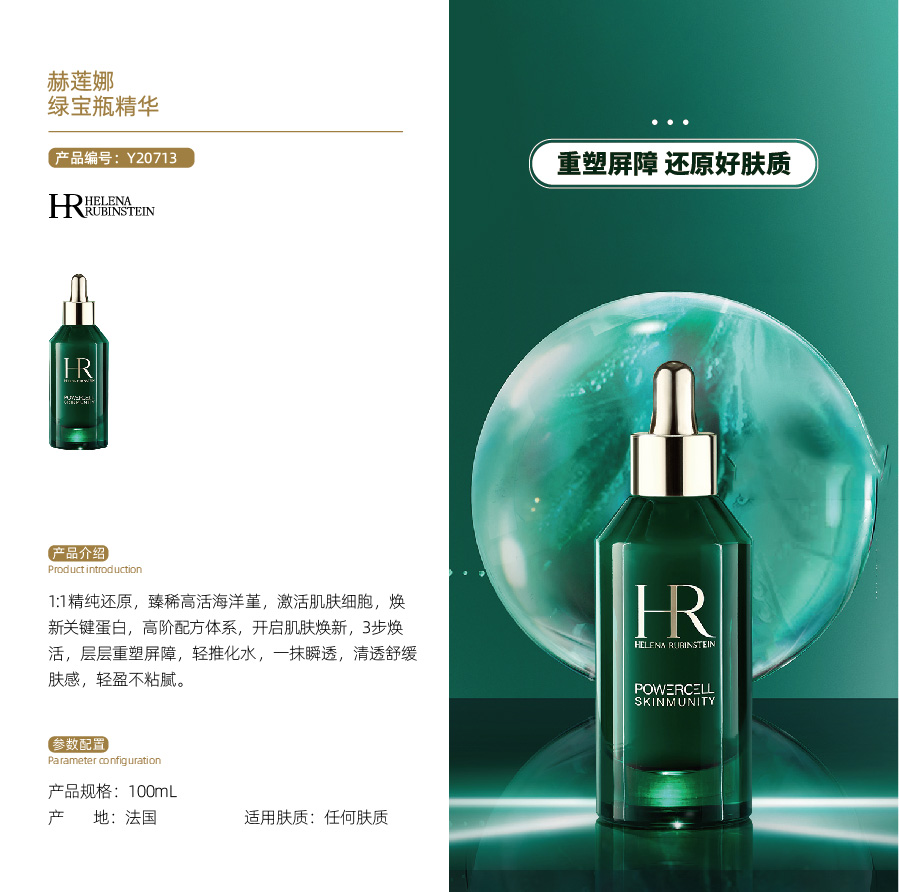 赫莲娜
绿宝瓶精华
产品编号：Y20713
HR HELENA
RUBINSTEIN
HR
POWERCELL
SKINMUNITY
产品介绍
Product introduction
1:1精纯还原，臻稀高活海洋堇，激活肌肤细胞，焕
新关键蛋白，高阶配方体系，开启肌肤焕新，3步焕
活，层层重塑屏障，轻推化水，一抹瞬透，清透舒缓
肤感，轻盈不粘腻。
参数配置
Parameter configuration
产品规格：100mL
产 地：法国 适用肤质：任何肤质
重塑屏障 还原好肤质
HR
HELENA RUBINSTEIN
POWERCELL
SKINMUNITY